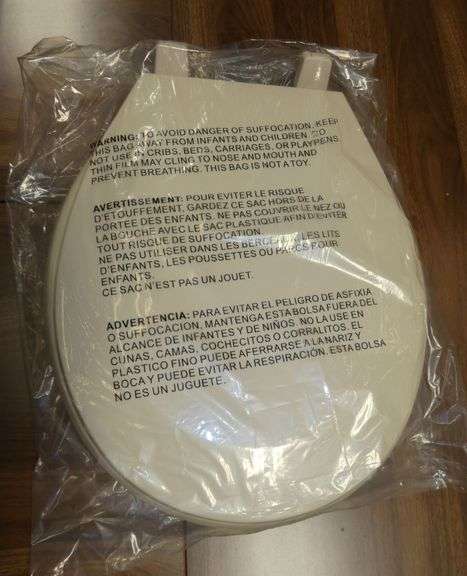 WARNING: TO AVOID DANGER OF SUFFOCATION, KEEP
THIS BAG AWAY FROM INFANTS AND CHILDREN. DO
NOT USE IN CRIBS, BEDS, CARRIAGES, OR PLAYPENS.
THIN FILM MAY CLING TO NOSE AND MOUTH AND
PREVENT BREATHING. THIS BAG IS NOT A TOY.
AVERTISSEMENT: POUR EVITER LE RISQUE
D'ETOUFFEMENT, GARDEZ CE SAC HORS DE LA
PORTEE DES ENFANTS. NE PAS COUVRIR LE NEZ OU
LA BOUCHE AVEC LE SAC PLASTIQUE AFIN D'EVITER
TOUT RISQUE DE SUFFOCATION.
NE PAS UTILISER DANS LES BERCEAUX, LES LITS
D'ENFANTS, LES POUSSETTES OU PARCS POUR
ENFANTS.
CE SAC N'EST PAS UN JOUET.
ADVERTENCIA: PARA EVITAR EL PELIGRO DE ASFIXIA
O SUFFOCACION, MANTENGA ESTA BOLSA FUERA DEL
ALCANCE DE INFANTES Y DE NIÑOS. NO LA USE EN
CUNAS, CAMAS, COCHECITOS O CORRALITOS. EL
PLASTICO FINO PUEDE AFERRARSE A LA NARIZ Y
BOCA Y PUEDE EVITAR LA RESPIRACIÓN. ESTA BOLSA
NO ES UN JUGUETE.